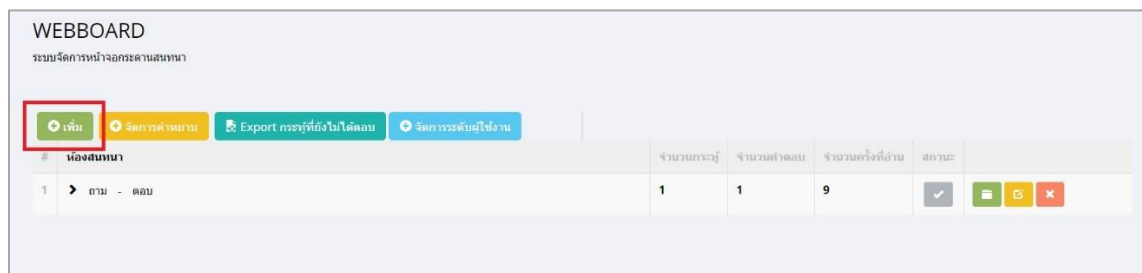 WEBBOARD
ระบบจัดการหน้าจอกระดานสนทนา
เพิ่ม จัดการคำหยาบ Export กระทู้ที่ยังไม่ได้ตอบ จัดการระดับผู้ใช้งาน
# ห้องสนทนา จำนวนกระทู้ จำนวนคำตอบ จำนวนครั้งที่อ่าน สถานะ
1 ถาม - ตอบ 1 1 9